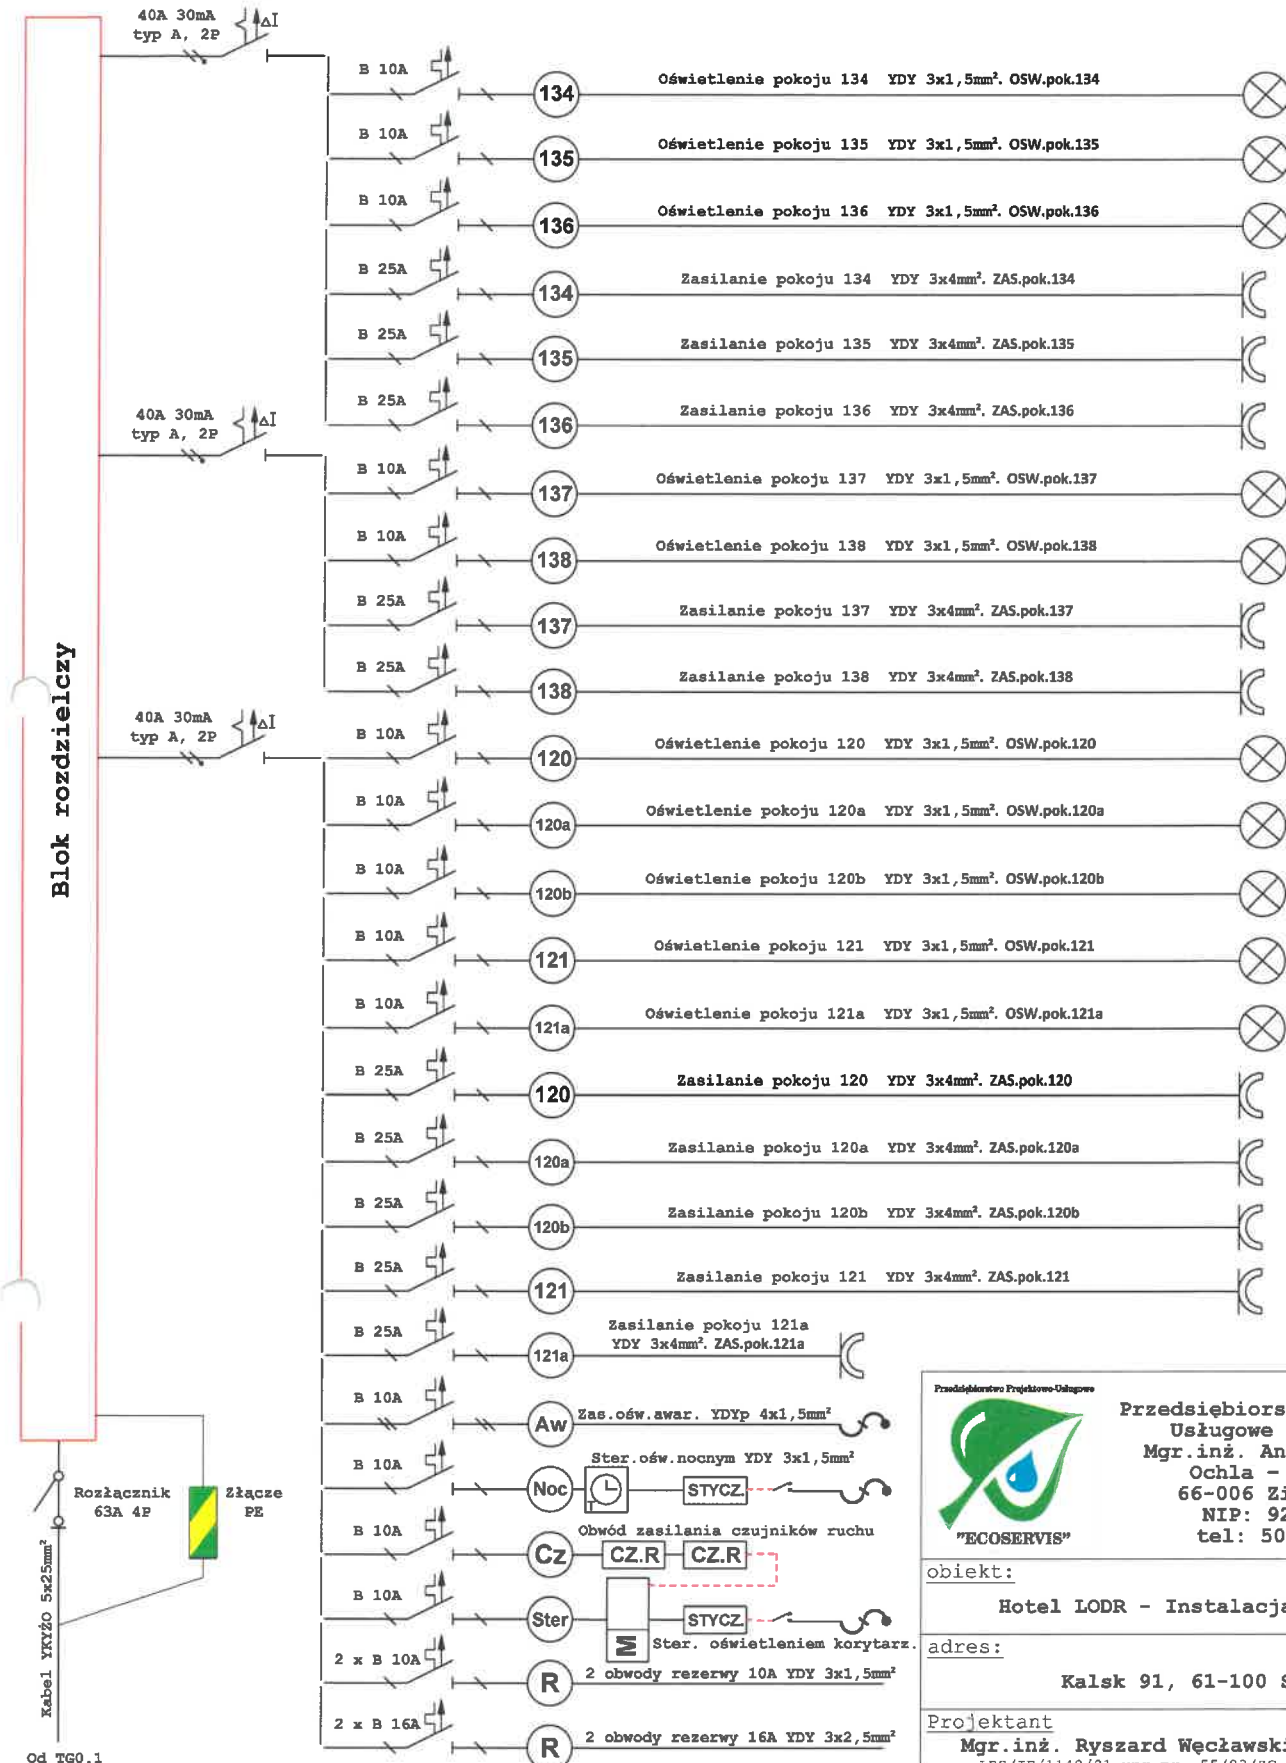 40A 30mA
typ A, 2P
ΔI
B 10A
134
Oświetlenie pokoju 134 YDY 3x1,5mm². OSW.pok.134
B 10A
135
Oświetlenie pokoju 135 YDY 3x1,5mm². OSW.pok.135
B 10A
136
Oświetlenie pokoju 136 YDY 3x1,5mm². OSW.pok.136
B 25A
134
Zasilanie pokoju 134 YDY 3x4mm². ZAS.pok.134
B 25A
135
Zasilanie pokoju 135 YDY 3x4mm². ZAS.pok.135
B 25A
136
Zasilanie pokoju 136 YDY 3x4mm². ZAS.pok.136
40A 30mA
typ A, 2P
ΔI
B 10A
137
Oświetlenie pokoju 137 YDY 3x1,5mm². OSW.pok.137
B 10A
138
Oświetlenie pokoju 138 YDY 3x1,5mm². OSW.pok.138
B 25A
137
Zasilanie pokoju 137 YDY 3x4mm². ZAS.pok.137
B 25A
138
Zasilanie pokoju 138 YDY 3x4mm². ZAS.pok.138
Blok rozdzielczy
40A 30mA
typ A, 2P
ΔI
B 10A
120
Oświetlenie pokoju 120 YDY 3x1,5mm². OSW.pok.120
B 10A
120a
Oświetlenie pokoju 120a YDY 3x1,5mm². OSW.pok.120a
B 10A
120b
Oświetlenie pokoju 120b YDY 3x1,5mm². OSW.pok.120b
B 10A
121
Oświetlenie pokoju 121 YDY 3x1,5mm². OSW.pok.121
B 10A
121a
Oświetlenie pokoju 121a YDY 3x1,5mm². OSW.pok.121a
B 25A
120
Zasilanie pokoju 120 YDY 3x4mm². ZAS.pok.120
B 25A
120a
Zasilanie pokoju 120a YDY 3x4mm². ZAS.pok.120a
B 25A
120b
Zasilanie pokoju 120b YDY 3x4mm². ZAS.pok.120b
B 25A
121
Zasilanie pokoju 121 YDY 3x4mm². ZAS.pok.121
B 25A
121a
Zasilanie pokoju 121a
YDY 3x4mm². ZAS.pok.121a
B 10A
Aw
Zas.ośw.awar. YDYp 4x1,5mm²
B 10A
Noc
Ster.ośw.nocnym YDY 3x1,5mm²
T
STYCZ.
B 10A
Cz
Obwód zasilania czujników ruchu
CZ.R
CZ.R
B 10A
Ster
M
STYCZ.
Ster. oświetleniem korytarz.
2 x B 10A
R
2 obwody rezerwy 10A YDY 3x1,5mm²
2 x B 16A
R
2 obwody rezerwy 16A YDY 3x2,5mm²
Rozłącznik
63A 4P
Złącze
PE
Kabel YKYŻO 5x25mm²
Od TG0.1
Przedsiębiorstwo Projektowo-Usługowe
"ECOSERVIS"
Przedsiębiors
Usługowe
Mgr.inż. An
Ochla -
66-006 Zi
NIP: 92
tel: 50
obiekt:
Hotel LODR - Instalacja
adres:
Kalsk 91, 61-100 S
Projektant
Mgr.inż. Ryszard Węcławsk